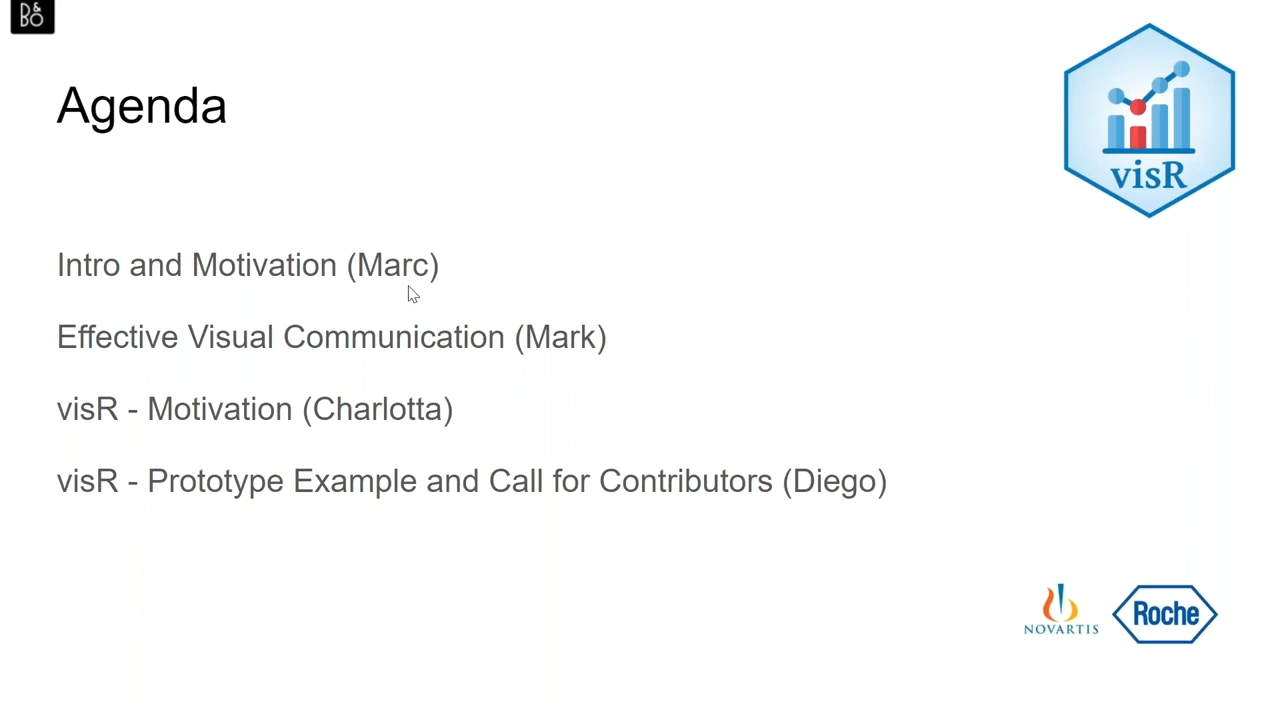 B&O
Agenda
visR
Intro and Motivation (Marc)
Effective Visual Communication (Mark)
visR - Motivation (Charlotta)
visR - Prototype Example and Call for Contributors (Diego)
NOVARTIS
Roche